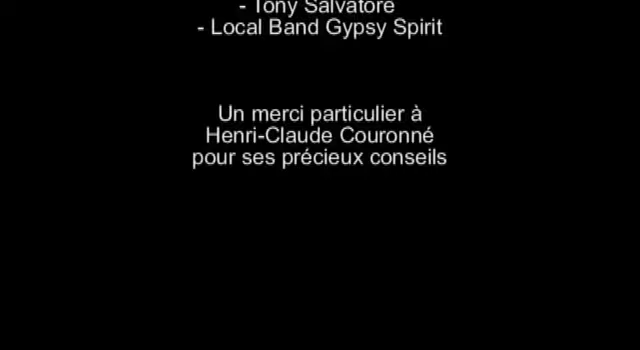 - Tony Salvatore
- Local Band Gypsy Spirit
Un merci particulier à
Henri-Claude Couronné
pour ses précieux conseils